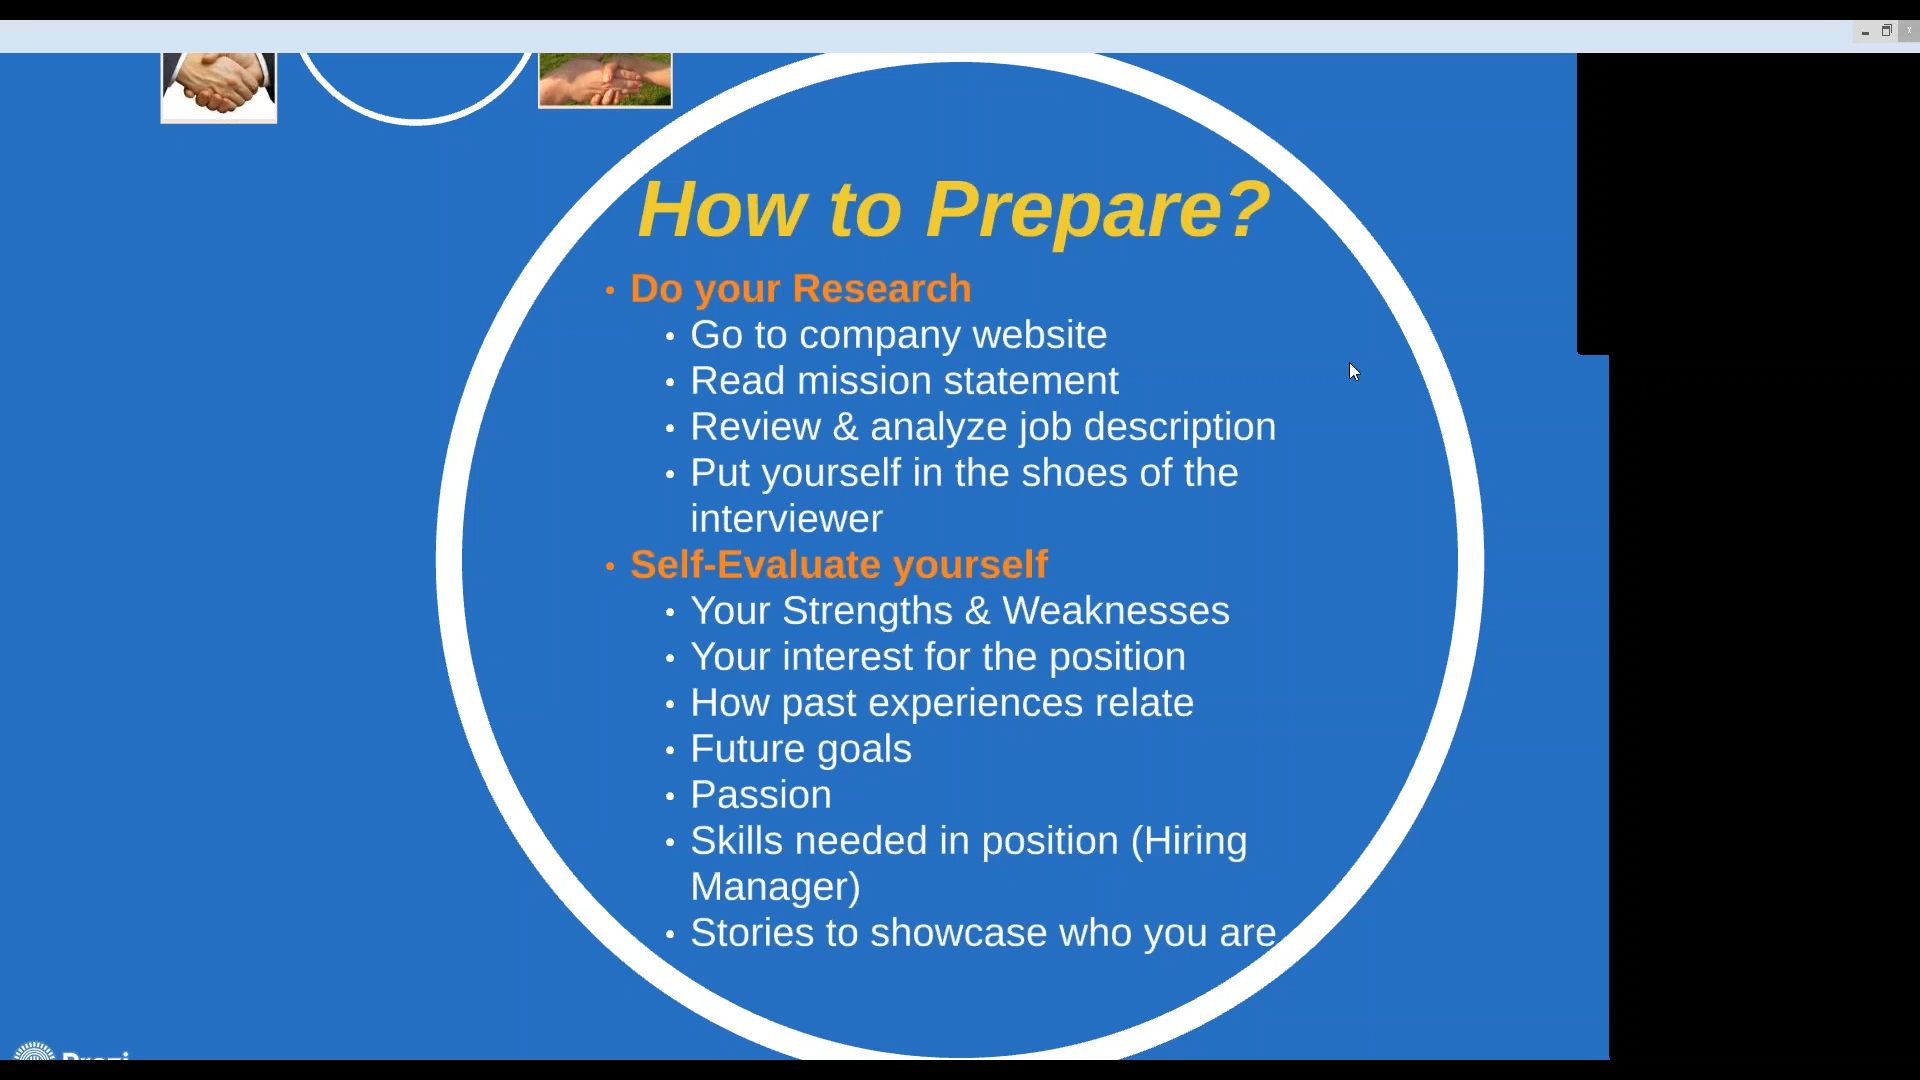 How to Prepare?
• Do your Research
• Go to company website
• Read mission statement
• Review & analyze job description
• Put yourself in the shoes of the
interviewer
• Self-Evaluate yourself
• Your Strengths & Weaknesses
• Your interest for the position
• How past experiences relate
• Future goals
• Passion
• Skills needed in position (Hiring
Manager)
• Stories to showcase who you are
Prezi